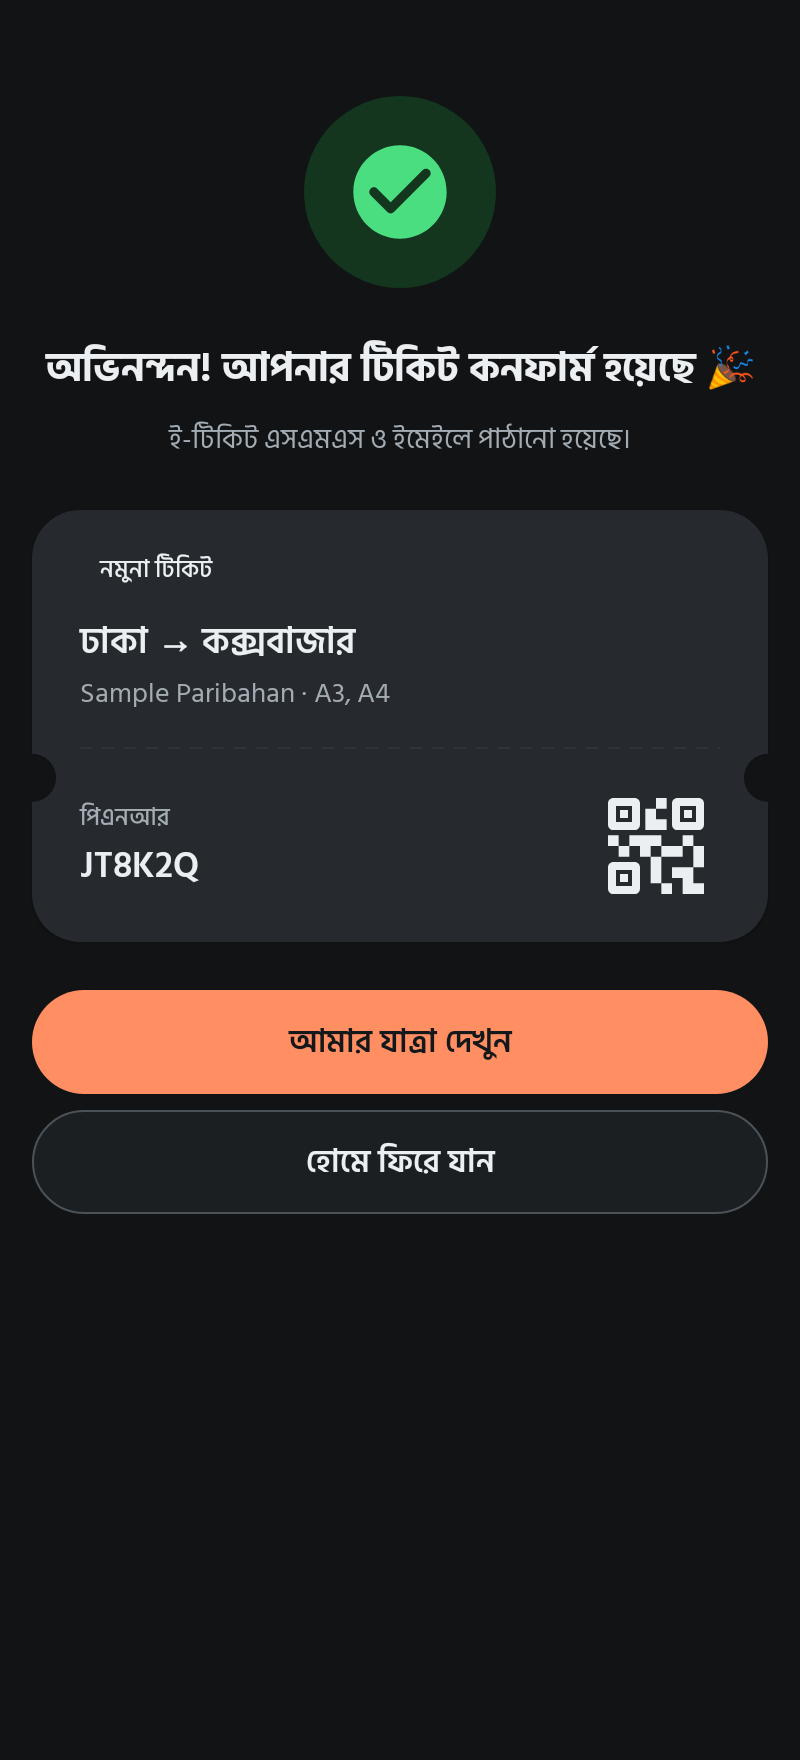 অভিনন্দন! আপনার টিকিট কনফার্ম হয়েছে 🎉
ই-টিকিট এসএমএস ও ইমেইলে পাঠানো হয়েছে।
নমুনা টিকিট
ঢাকা → কক্সবাজার
Sample Paribahan · A3, A4
পিএনআর
JT8K2Q
আমার যাত্রা দেখুন
হোমে ফিরে যান